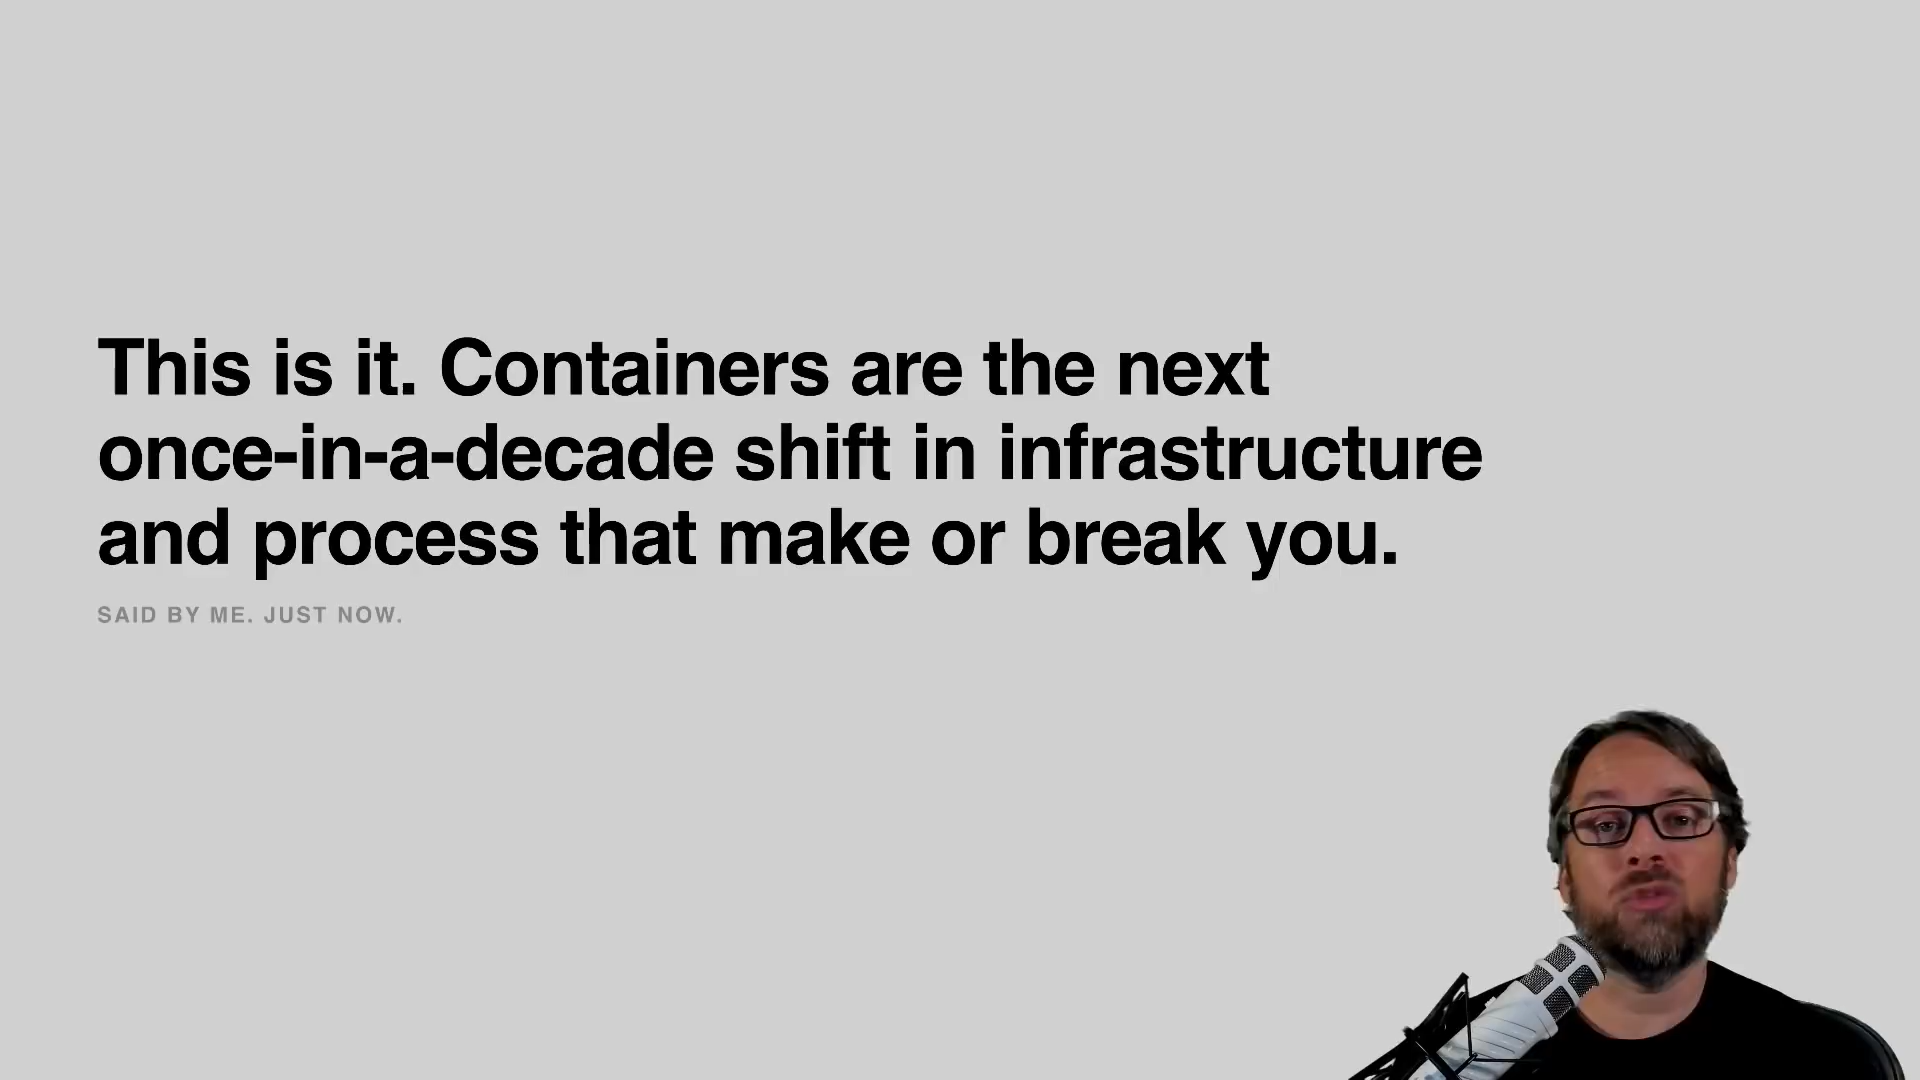 This is it. Containers are the next
once-in-a-decade shift in infrastructure
and process that make or break you.
SAID BY ME. JUST NOW.